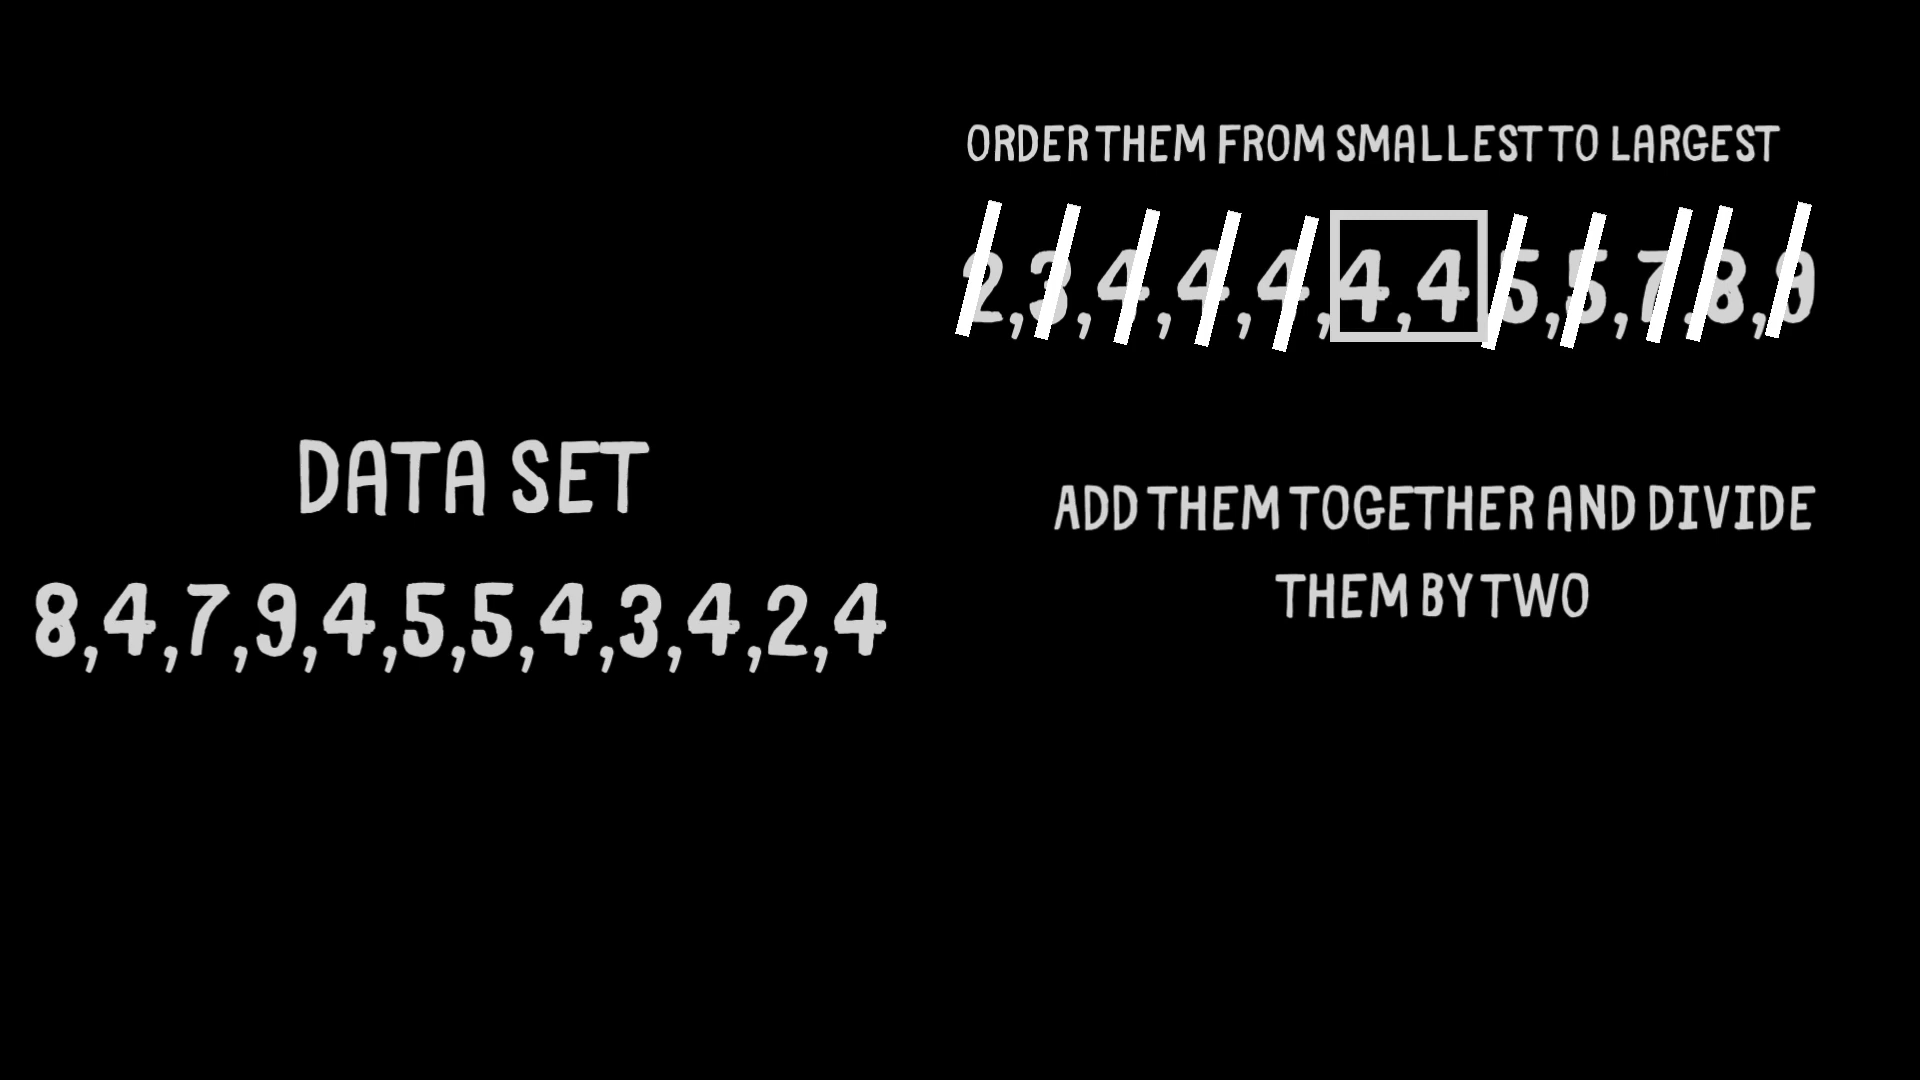 ORDER THEM FROM SMALLEST TO LARGEST
2,3,4,4,4,4,4,5,5,7,8,9
DATA SET
8,4,7,9,4,5,5,4,3,4,2,4
ADD THEM TOGETHER AND DIVIDE
THEM BY TWO